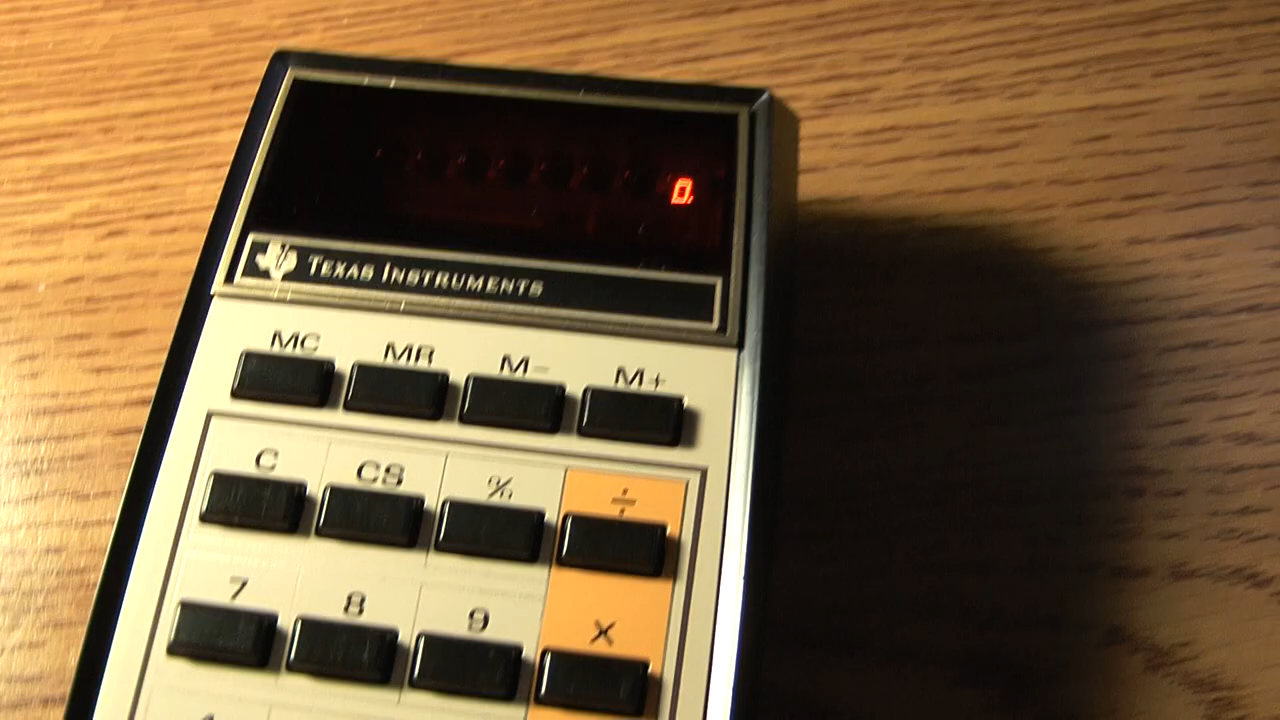 0.
TEXAS INSTRUMENTS
MC MR M- M+
C CS % ÷
7 8 9 X